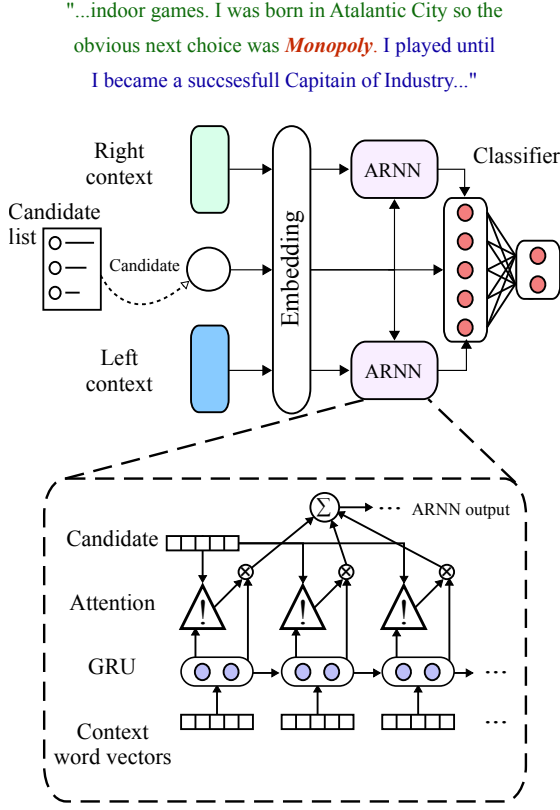 "...indoor games. I was born in Atalantic City so the
obvious next choice was Monopoly. I played until
I became a succsesfull Capitain of Industry..."
Right
context
Candidate
list
Candidate
Left
context
Embedding
ARNN
ARNN
Classifier
Σ
··· ARNN output
Candidate
Attention
! ! !
GRU
···
Context
word vectors
···